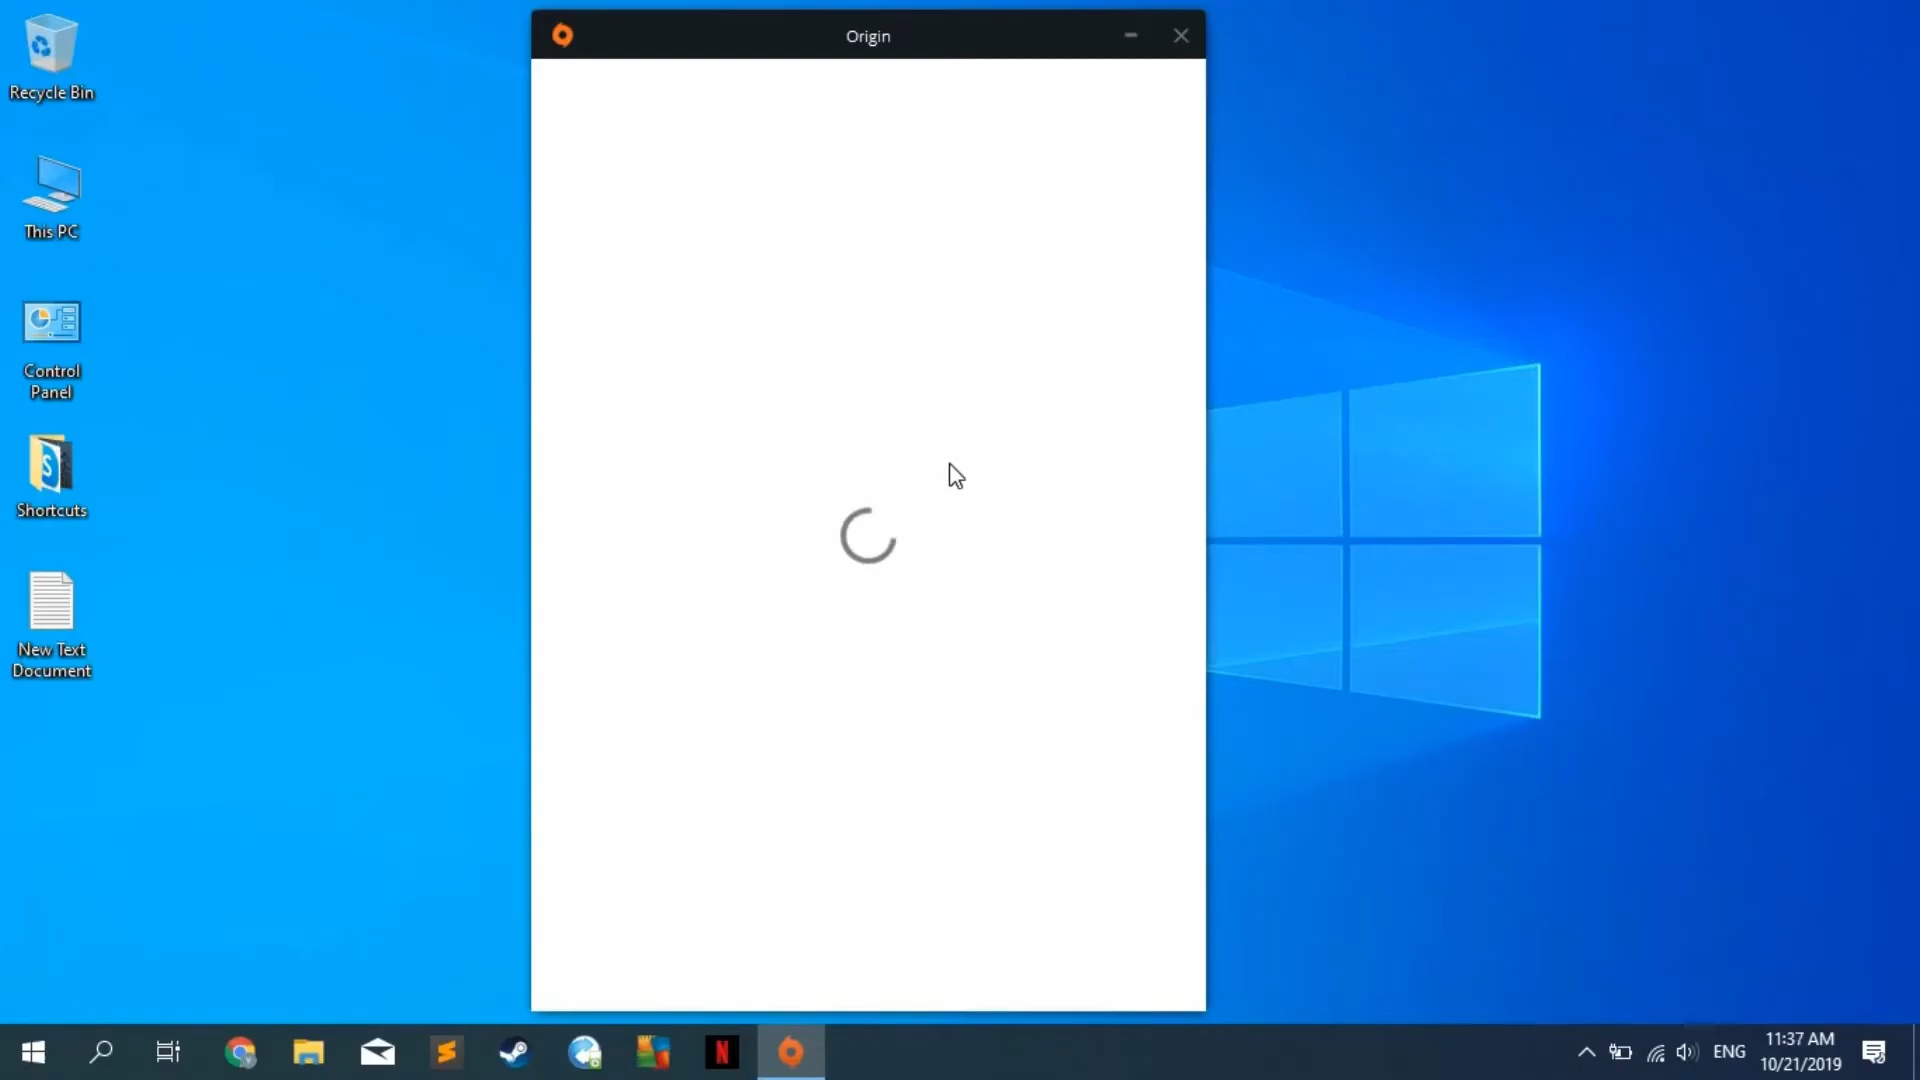 Origin
Recycle Bin
This PC
Control
Panel
Shortcuts
New Text
Document
ENG
11:37 AM
10/21/2019